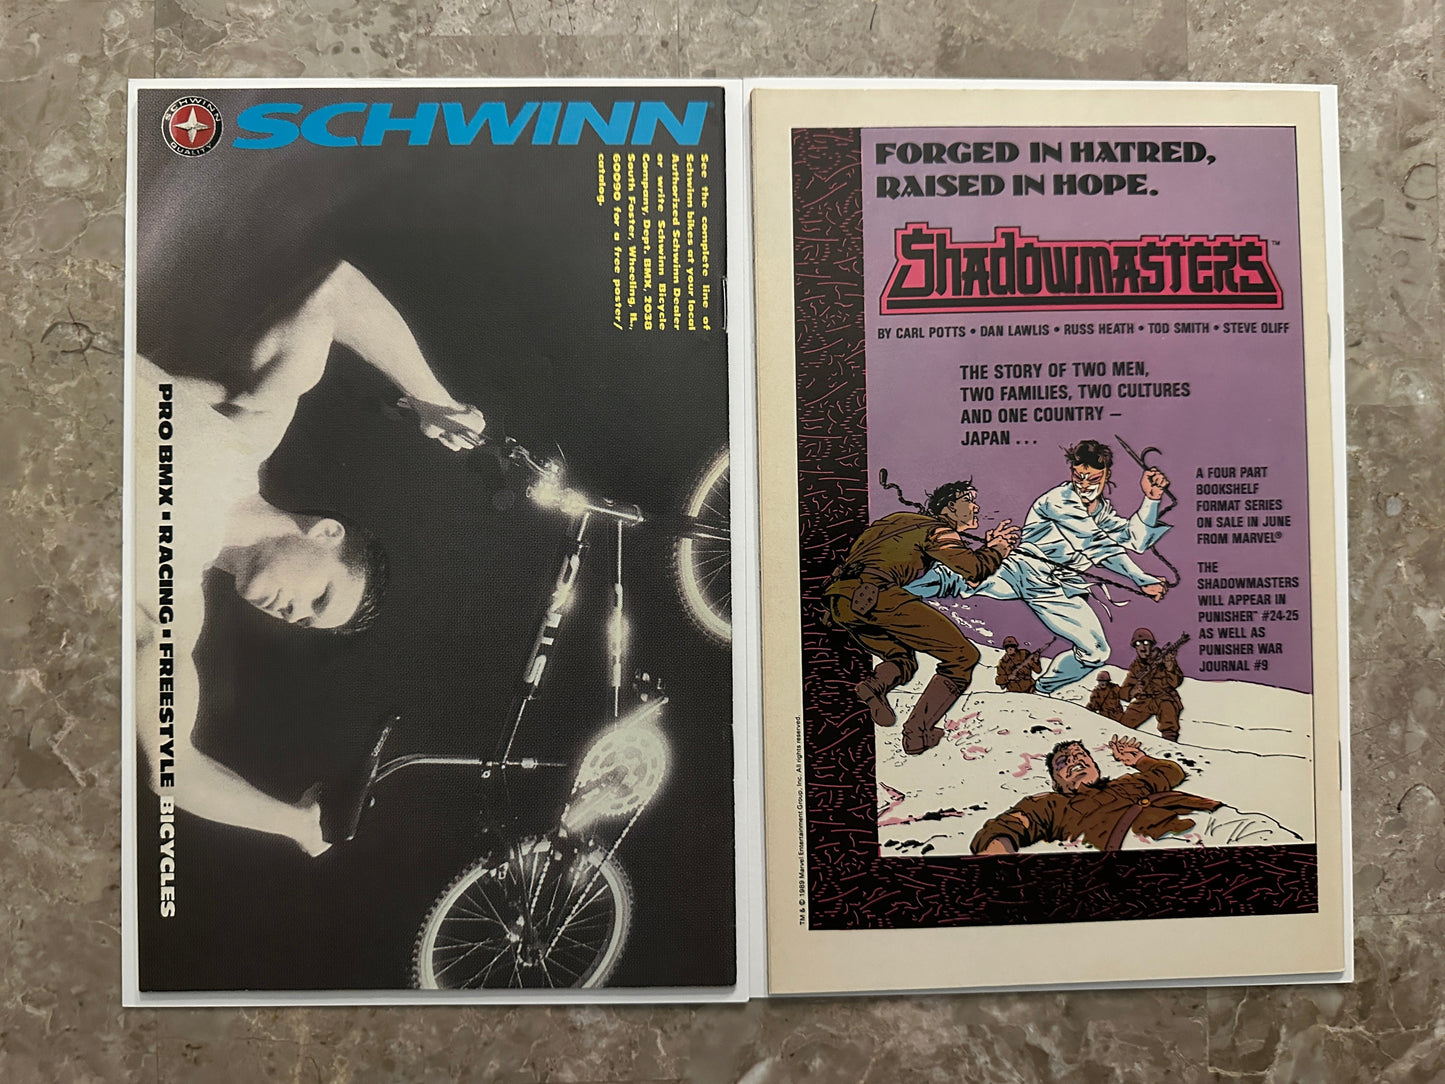 SCHWINN
QUALITY
SCHWINN®
See the complete line of
Schwinn bikes at your local
Authorized Schwinn Dealer
or write Schwinn Bicycle
Company, Dept. BMX, 2038
South Foster, Wheeling, IL.,
60090 for a free poster/
catalog.
PRO BMX ▪ RACING ▪ FREESTYLE BICYCLES
FORGED IN HATRED,
RAISED IN HOPE.
SHADOWMASTERS™
BY CARL POTTS • DAN LAWLIS • RUSS HEATH • TOD SMITH • STEVE OLIFF
THE STORY OF TWO MEN,
TWO FAMILIES, TWO CULTURES
AND ONE COUNTRY –
JAPAN . . .
A FOUR PART
BOOKSHELF
FORMAT SERIES
ON SALE IN JUNE
FROM MARVEL®
THE
SHADOWMASTERS
WILL APPEAR IN
PUNISHER™ #24-25
AS WELL AS
PUNISHER WAR
JOURNAL #9
TM & © 1989 Marvel Entertainment Group, Inc. All rights reserved.